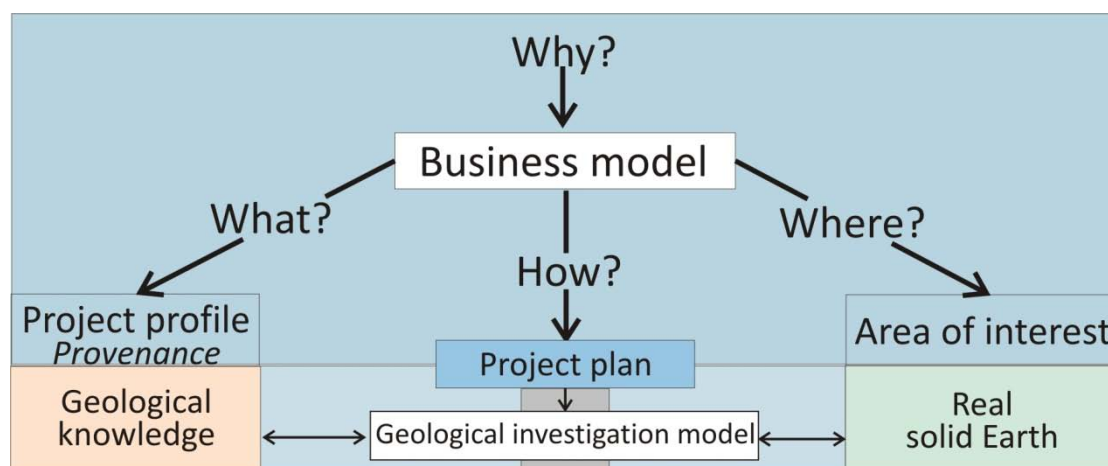 Why?
Business model
What?
Where?
How?
Project profile
Provenance
Area of interest
Project plan
Geological
knowledge
Geological investigation model
Real
solid Earth